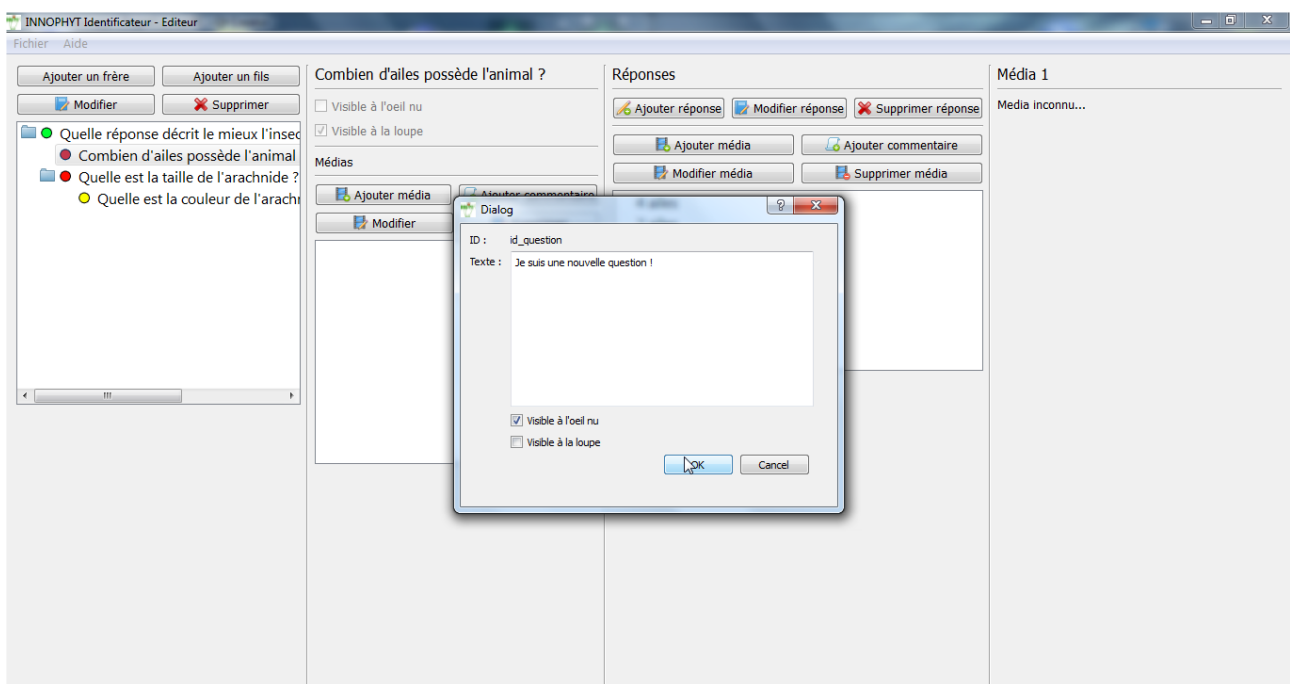 INNOPHYT Identificateur - Editeur
Fichier Aide
Ajouter un frère
Ajouter un fils
Modifier
Supprimer
Quelle réponse décrit le mieux l'insec
Combien d'ailes possède l'animal
Quelle est la taille de l'arachnide ?
Quelle est la couleur de l'arachn
Combien d'ailes possède l'animal ?
Visible à l'oeil nu
Visible à la loupe
Médias
Ajouter média
Ajouter commentaire
Modifier
Réponses
Ajouter réponse
Modifier réponse
Supprimer réponse
Ajouter média
Ajouter commentaire
Modifier média
Supprimer média
Média 1
Media inconnu...
Dialog
ID : id_question
Texte : Je suis une nouvelle question !
Visible à l'oeil nu
Visible à la loupe
OK
Cancel